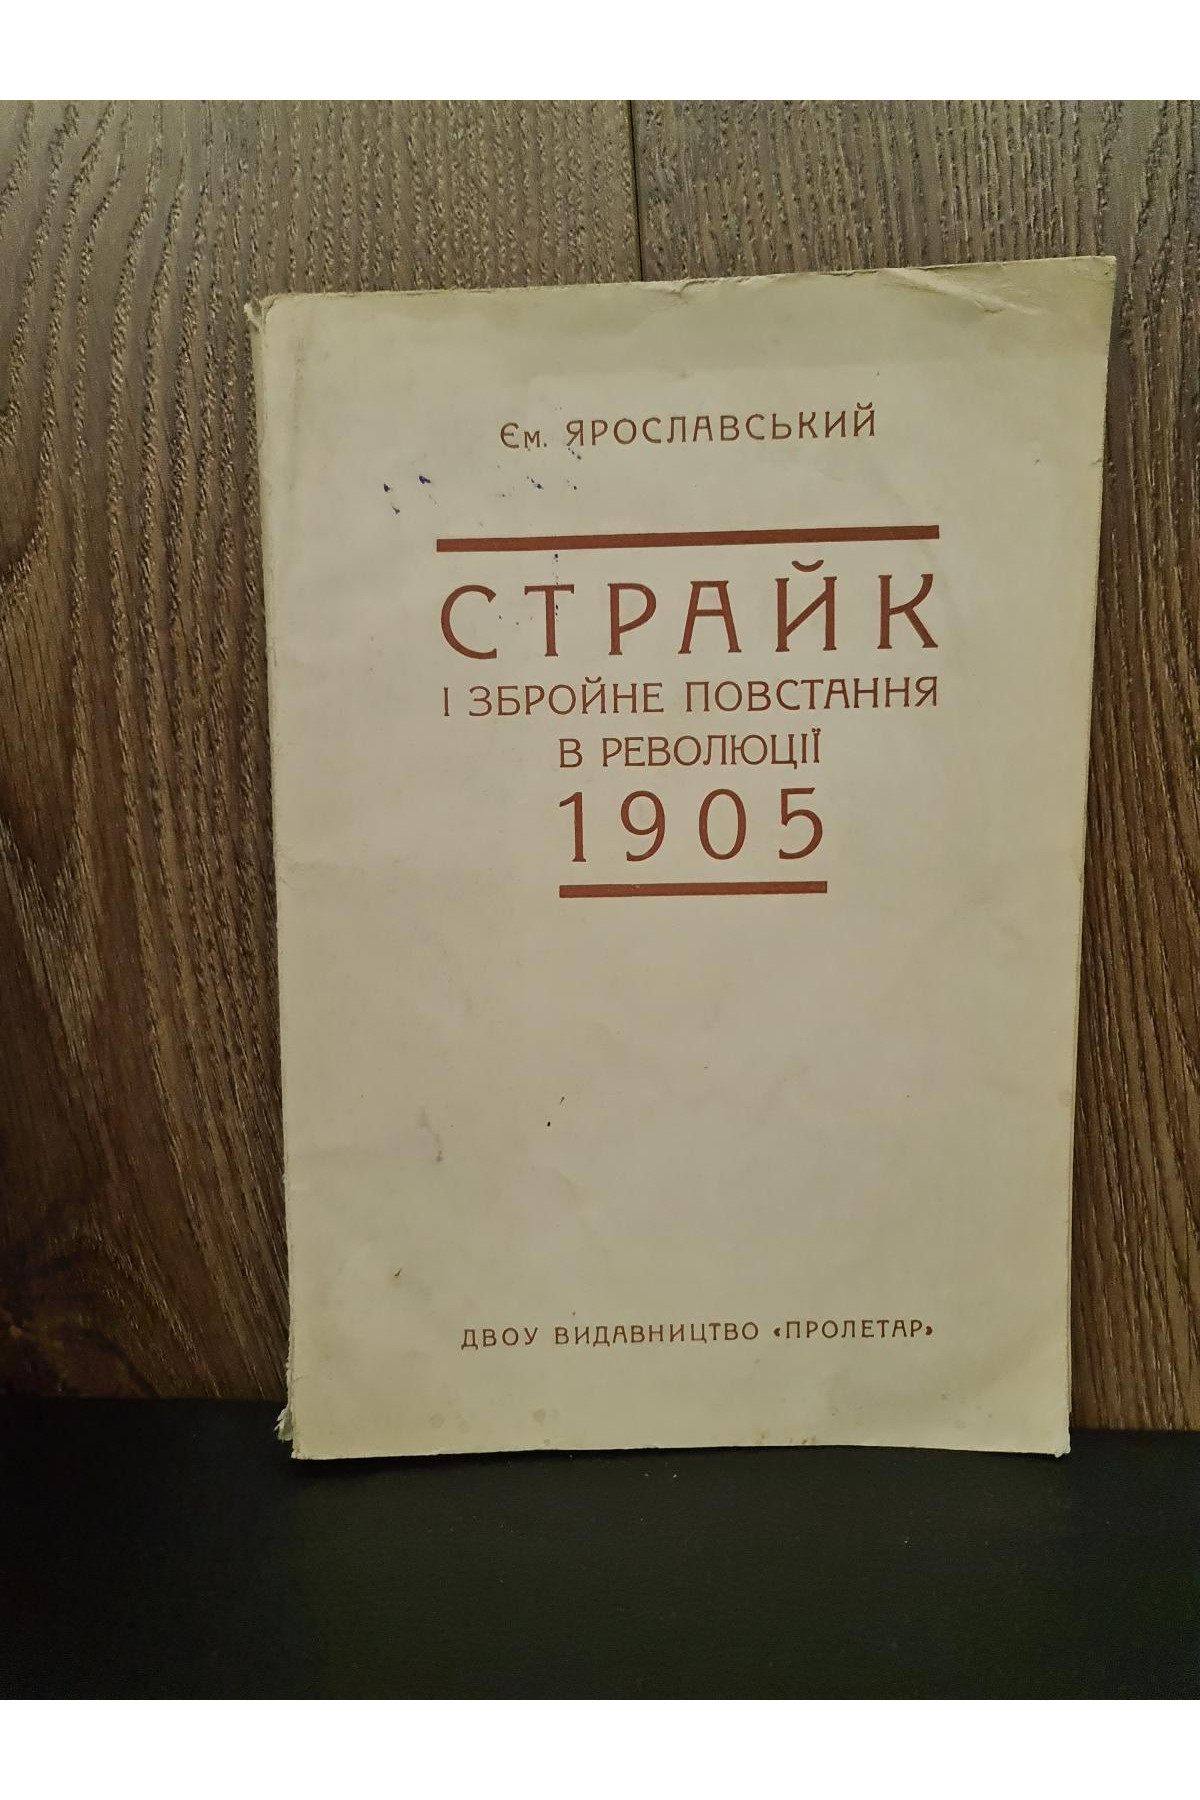 Єм. ЯРОСЛАВСЬКИЙ
СТРАЙК
І ЗБРОЙНЕ ПОВСТАННЯ
В РЕВОЛЮЦІЇ
1905
ДВОУ ВИДАВНИЦТВО «ПРОЛЕТАР»